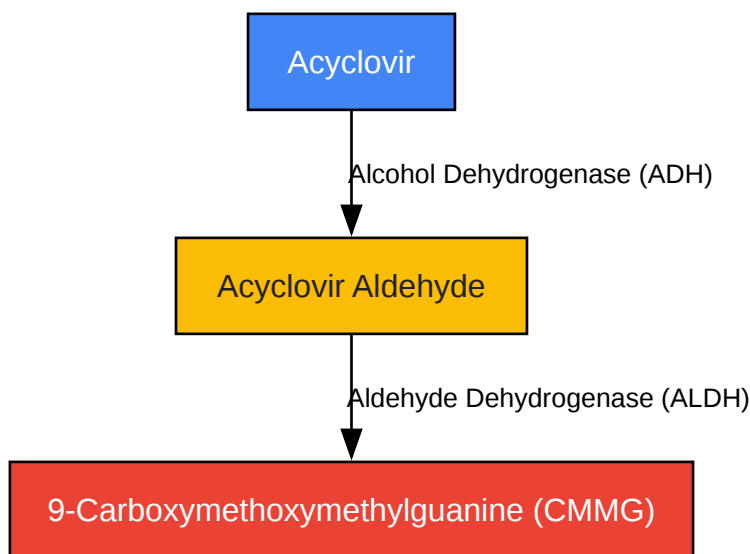 Acyclovir
Alcohol Dehydrogenase (ADH)
Acyclovir Aldehyde
Aldehyde Dehydrogenase (ALDH)
9-Carboxymethoxymethylguanine (CMMG)